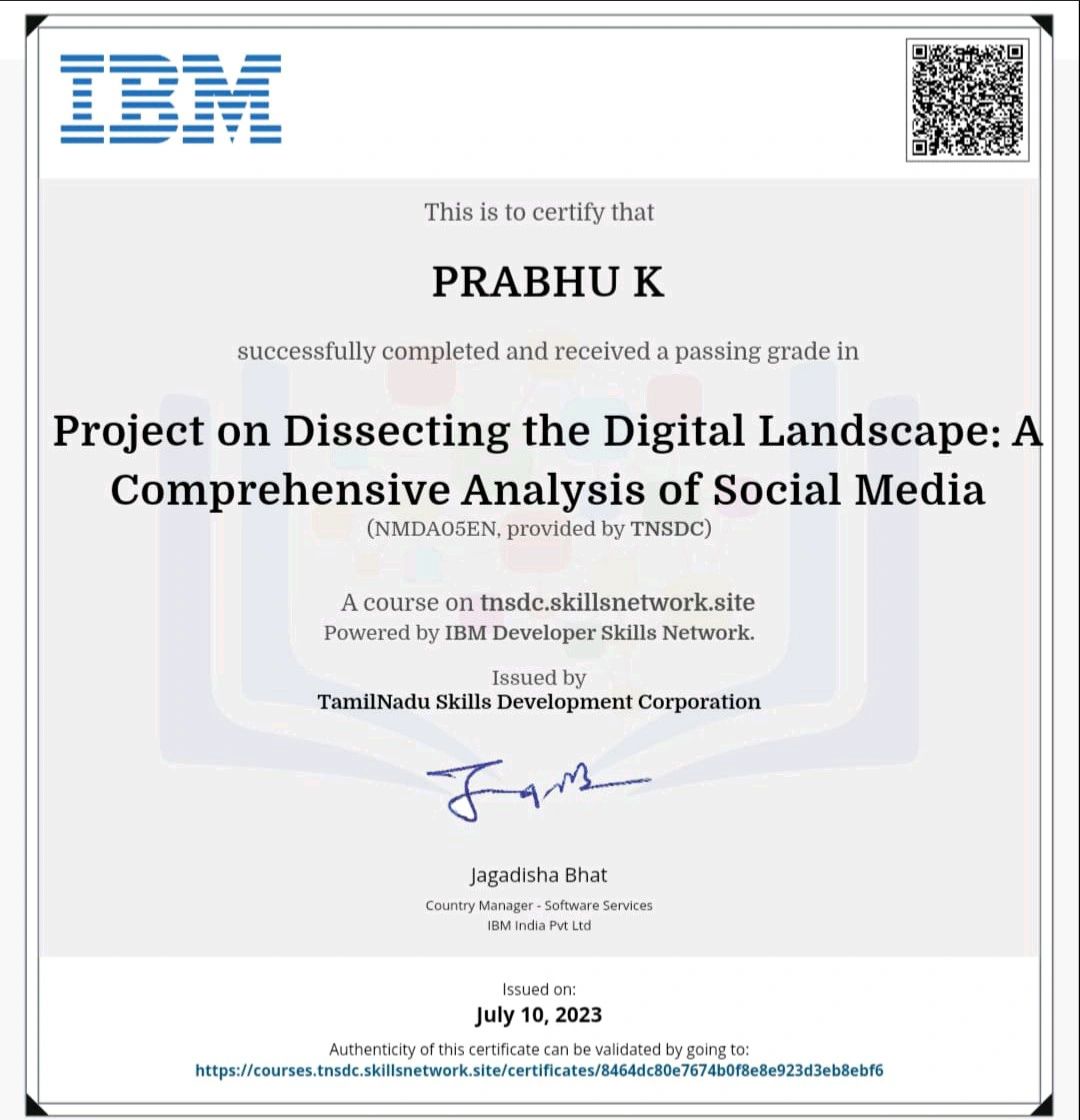 IBM
This is to certify that
PRABHU K
successfully completed and received a passing grade in
Project on Dissecting the Digital Landscape: A
Comprehensive Analysis of Social Media
(NMDA05EN, provided by TNSDC)
A course on tnsdc.skillsnetwork.site
Powered by IBM Developer Skills Network.
Issued by
TamilNadu Skills Development Corporation
Jagadisha Bhat
Country Manager - Software Services
IBM India Pvt Ltd
Issued on:
July 10, 2023
Authenticity of this certificate can be validated by going to:
https://courses.tnsdc.skillsnetwork.site/certificates/8464dc80e7674b0f8e8e923d3eb8ebf6